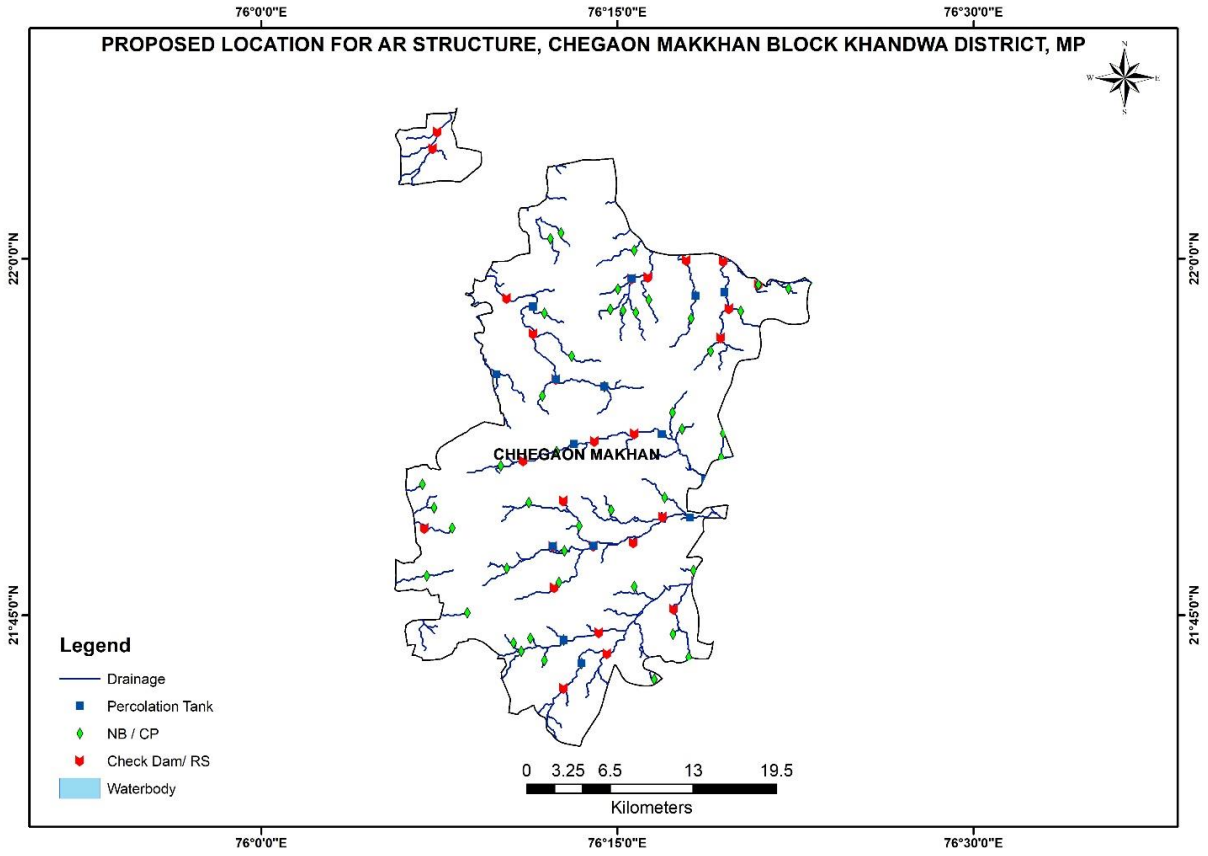 76°0'0"E 76°15'0"E 76°30'0"E
PROPOSED LOCATION FOR AR STRUCTURE, CHEGAON MAKKHAN BLOCK KHANDWA DISTRICT, MP
N
W E
S
22°0'0"N 22°0'0"N
CHHEGAON MAKHAN
21°45'0"N 21°45'0"N
Legend
Drainage
Percolation Tank
NB / CP
Check Dam/ RS
Waterbody
0 3.25 6.5 13 19.5
Kilometers
76°0'0"E 76°15'0"E 76°30'0"E